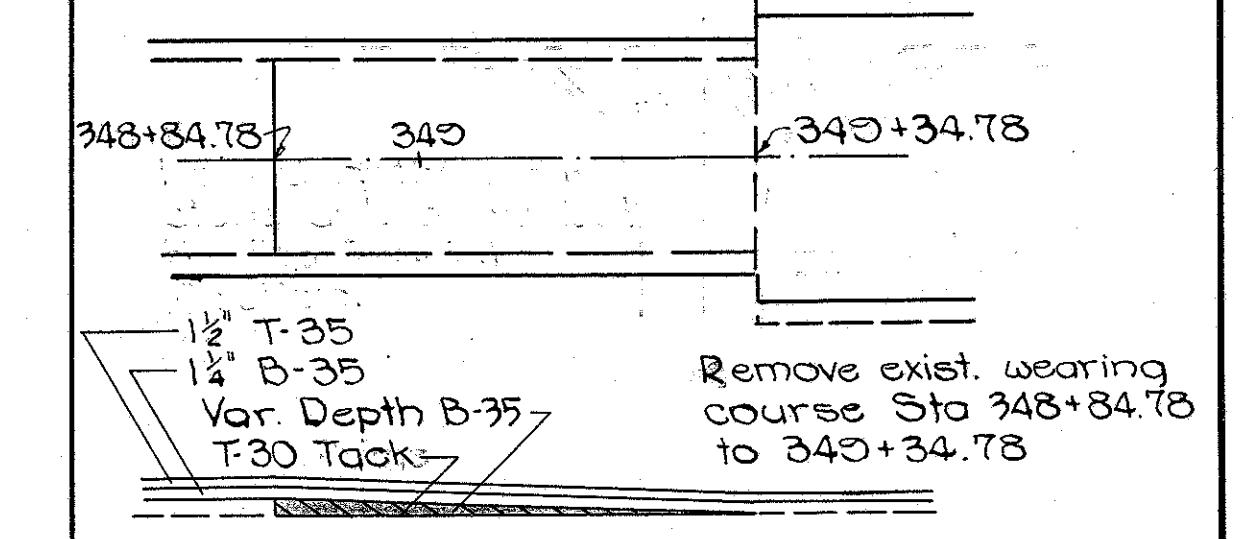 348+84.78
349
349+34.78
1½" T-35
1¼" B-35
Var. Depth B-35
T-30 Tack
Remove exist. wearing
course Sta 348+84.78
to 349+34.78